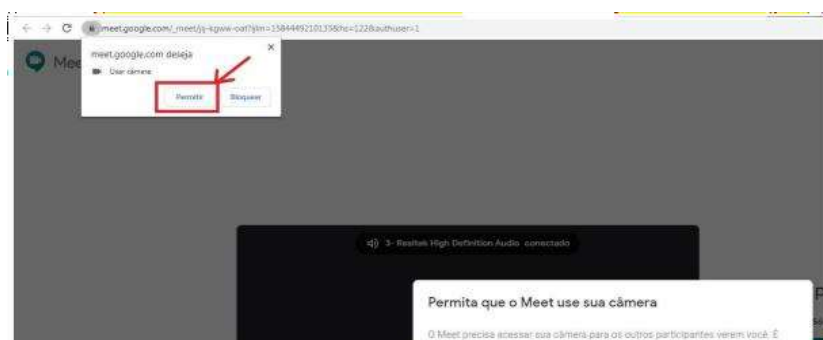 meet.google.com/_meet/jij-kgww-oat?ijlm=1584449210135&hs=122&authuser=1
meet.google.com deseja
×
Mee
Usar câmera
Permitir Bloquear
3- Realtek High Definition Audio conectado
Permita que o Meet use sua câmera
O Meet precisa acessar sua câmera para os outros participantes verem você. É